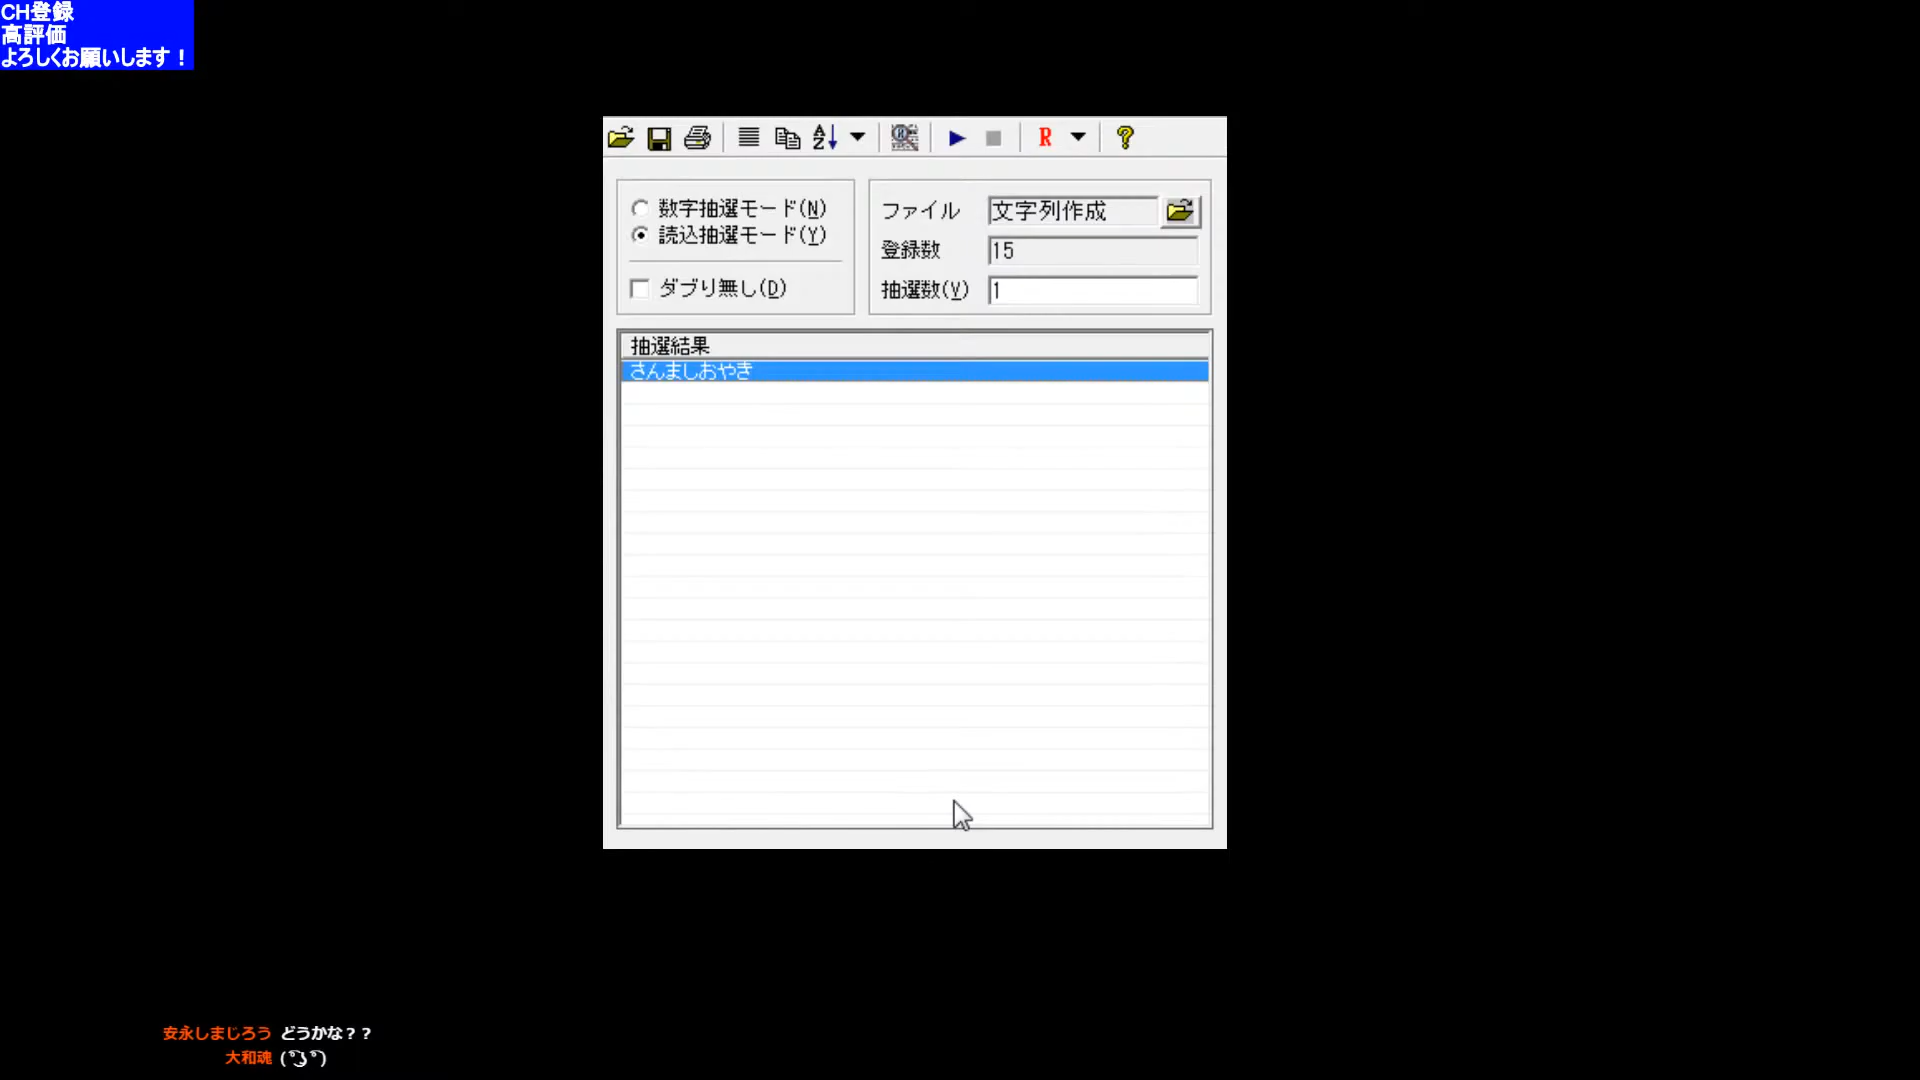 CH登録
高評価
よろしくお願いします！
数字抽選モード(N)
読込抽選モード(Y)
ダブり無し(D)
ファイル 文字列作成
登録数 15
抽選数(V) 1
抽選結果
さんましおやき
安永しまじろう どうかな？？
大和魂 ( ͡° ͜ʖ ͡°)